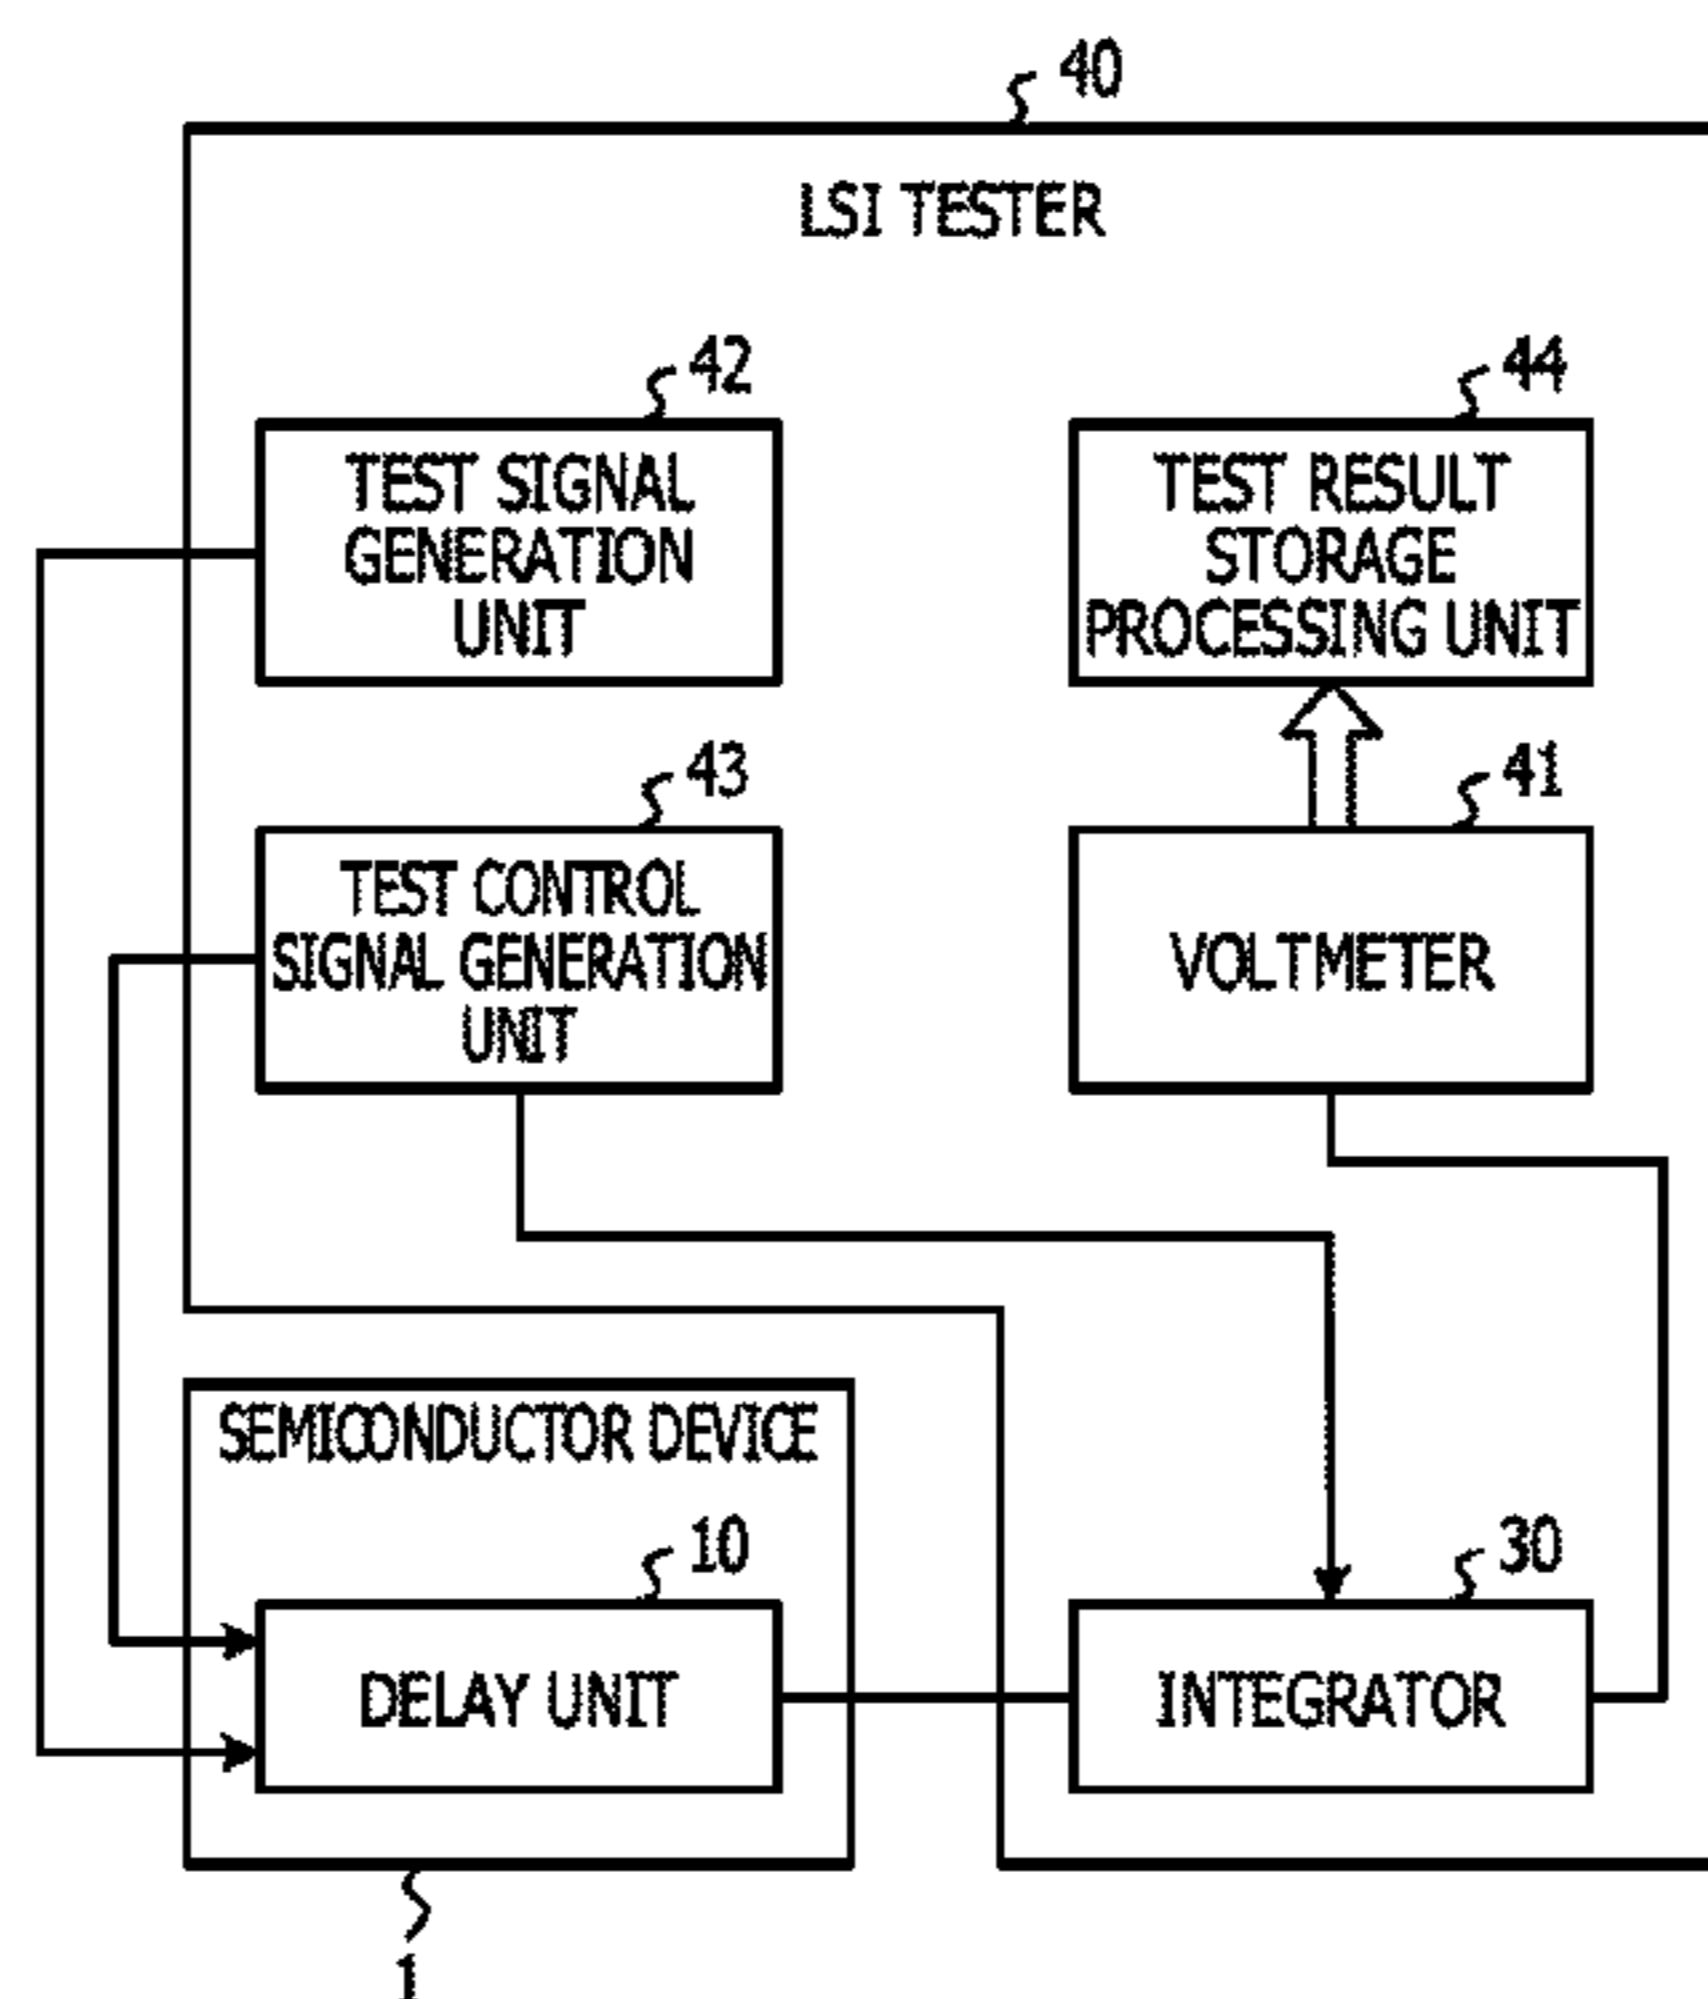 40
LSI TESTER
42
TEST SIGNAL
GENERATION
UNIT
44
TEST RESULT
STORAGE
PROCESSING UNIT
43
TEST CONTROL
SIGNAL GENERATION
UNIT
41
VOLTMETER
SEMICONDUCTOR DEVICE
10
DELAY UNIT
30
INTEGRATOR
1